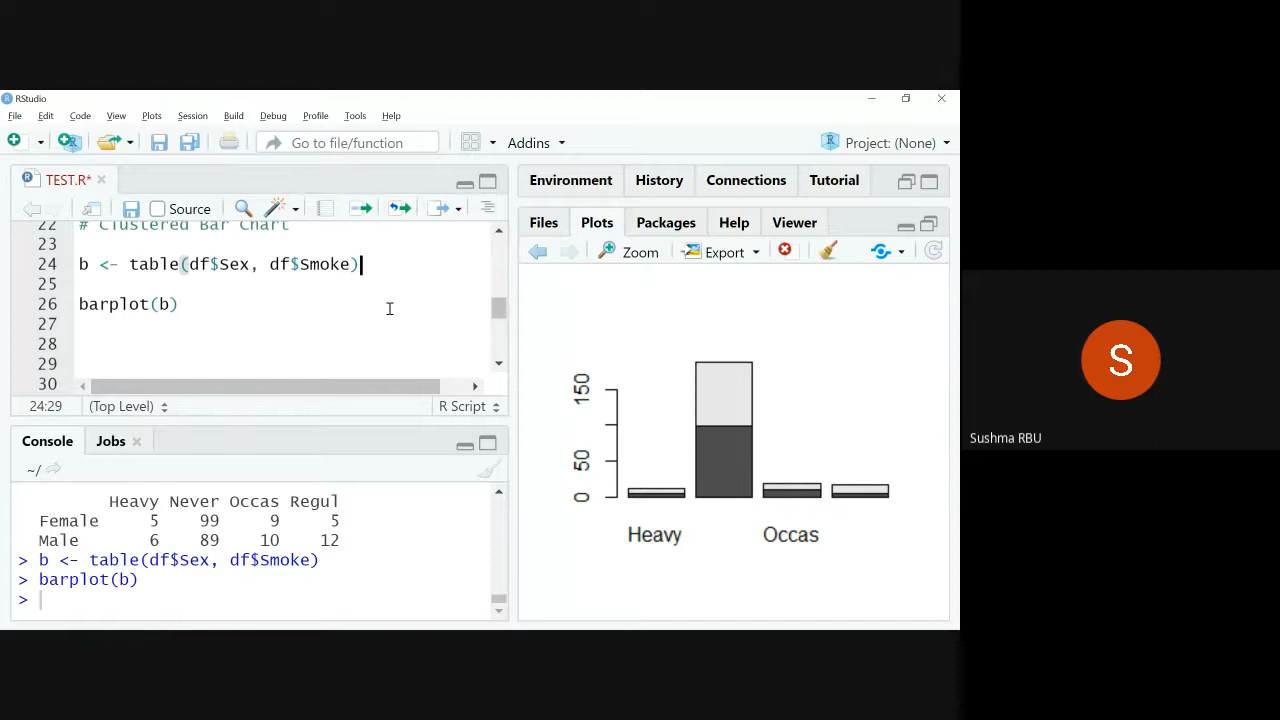 RStudio
File Edit Code View Plots Session Build Debug Profile Tools Help
Go to file/function Addins Project: (None)
TEST.R*
Source
22 # Clustered Bar Chart
23
24 b <- table(df$Sex, df$Smoke)
25
26 barplot(b)
27
28
29
30
24:29 (Top Level) R Script
Console Jobs
~/
Heavy Never Occas Regul
Female 5 99 9 5
Male 6 89 10 12
> b <- table(df$Sex, df$Smoke)
> barplot(b)
>
Environment History Connections Tutorial
Files Plots Packages Help Viewer
Zoom Export
150
50
0
Heavy Occas
S
Sushma RBU